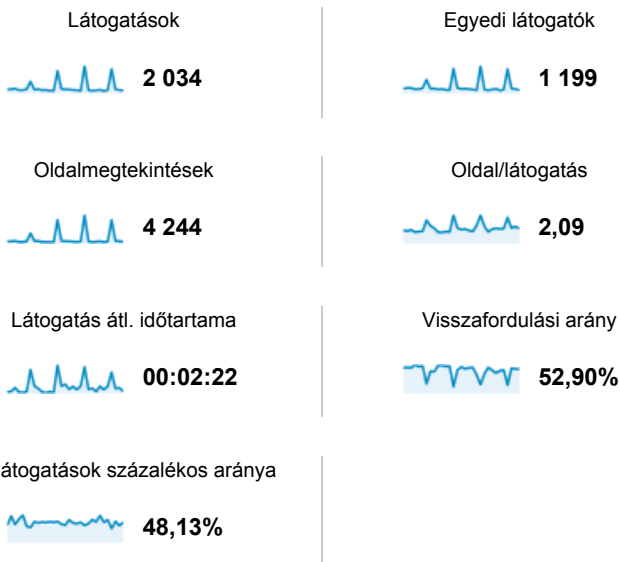 Látogatások
2 034
Egyedi látogatók
1 199
Oldalmegtekintések
4 244
Oldal/látogatás
2,09
Látogatás átl. időtartama
00:02:22
Visszafordulási arány
52,90%
átogatások százalékos aránya
48,13%